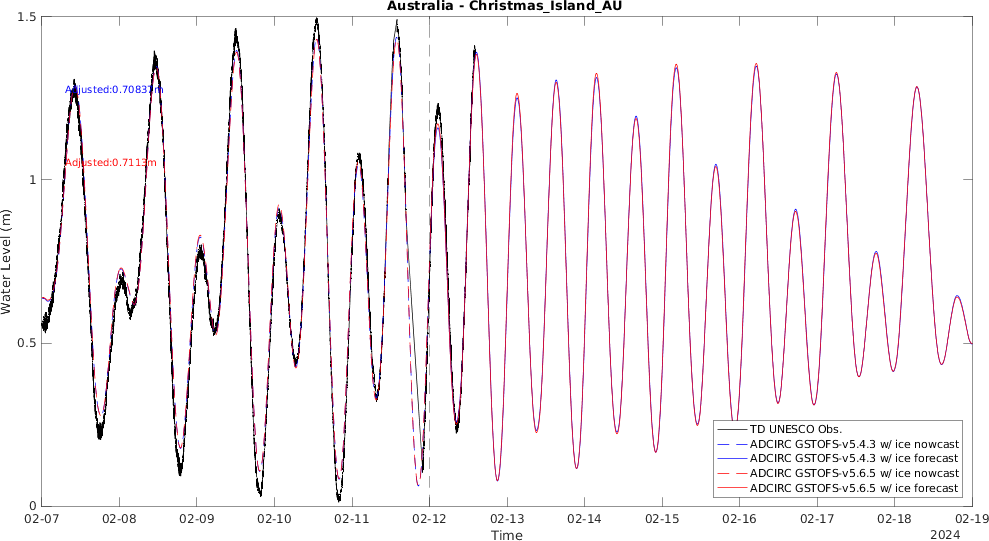 Australia - Christmas_Island_AU
1.5
Adjusted:0.70837m
Adjusted:0.7113m
1
Water Level (m)
0.5
TD UNESCO Obs.
ADCIRC GSTOFS-v5.4.3 w/ ice nowcast
ADCIRC GSTOFS-v5.4.3 w/ ice forecast
ADCIRC GSTOFS-v5.6.5 w/ ice nowcast
ADCIRC GSTOFS-v5.6.5 w/ ice forecast
0
02-07 02-08 02-09 02-10 02-11 02-12 02-13 02-14 02-15 02-16 02-17 02-18 02-19
Time
2024